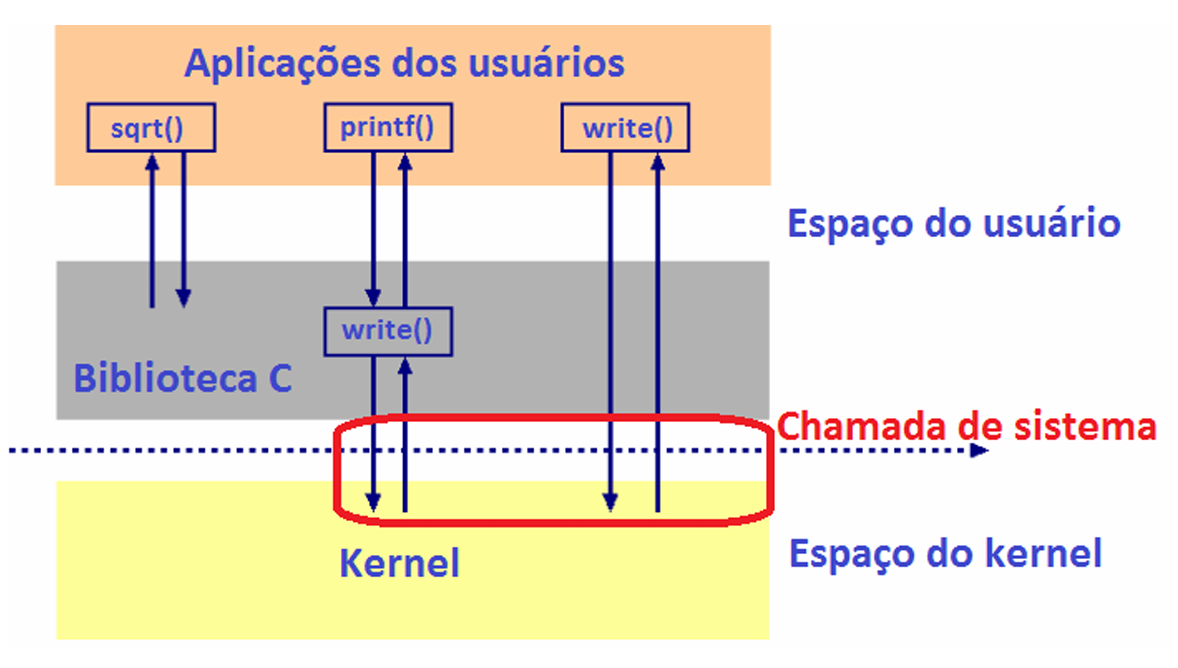 Aplicações dos usuários
sqrt()
printf()
write()
Espaço do usuário
write()
Biblioteca C
Chamada de sistema
Kernel
Espaço do kernel